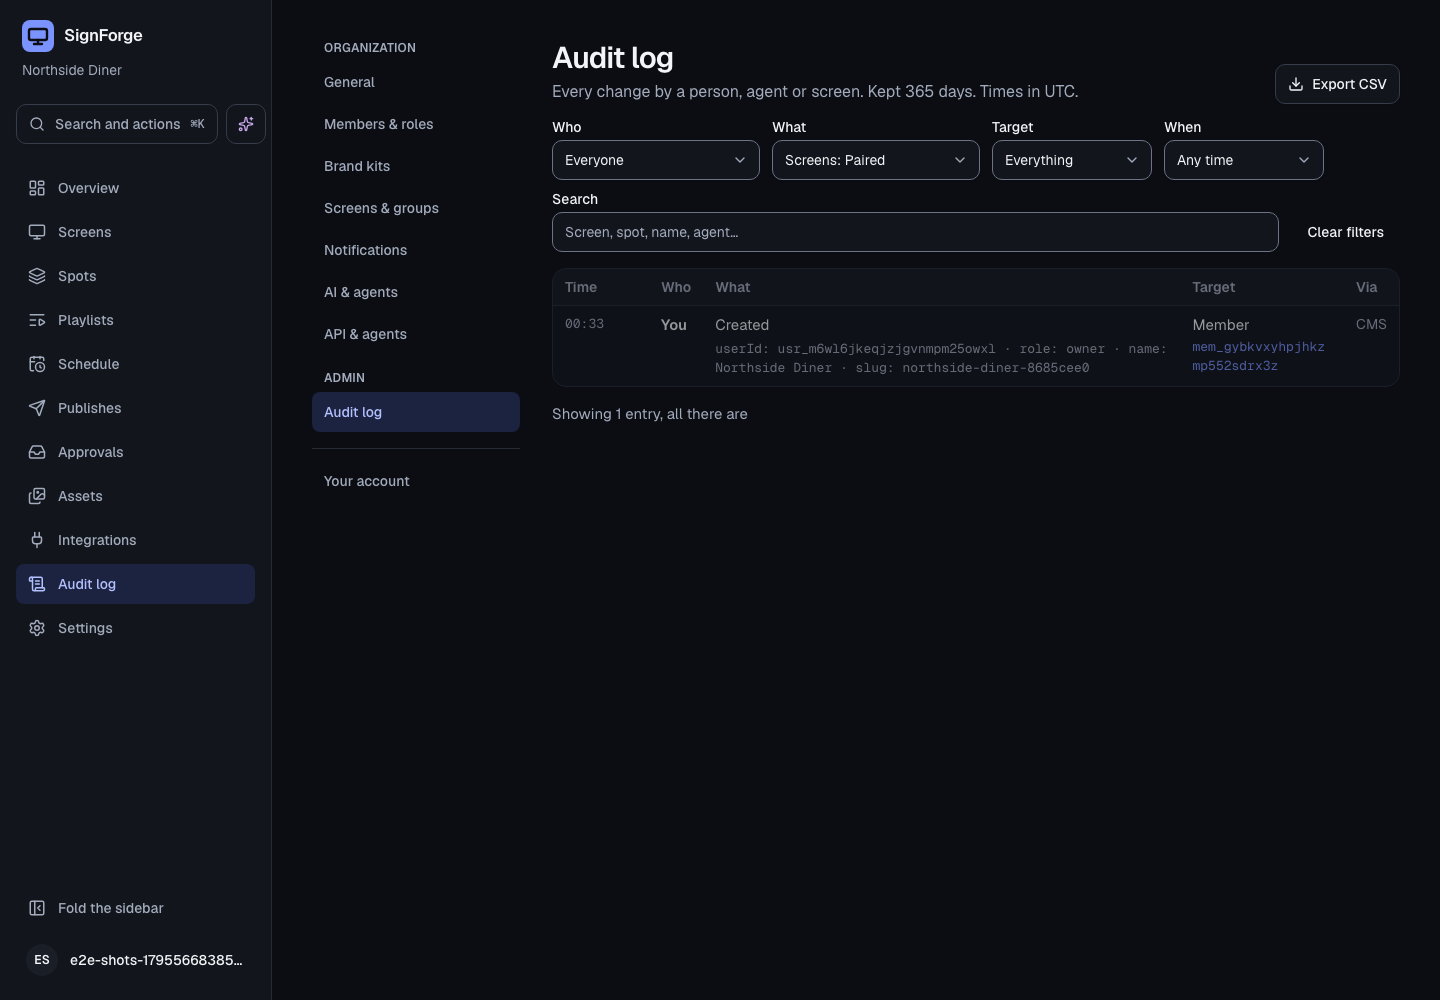 SignForge
Northside Diner
Search and actions ⌘K
Overview
Screens
Spots
Playlists
Schedule
Publishes
Approvals
Assets
Integrations
Audit log
Settings
Fold the sidebar
ES e2e-shots-17955668385...
ORGANIZATION
General
Members & roles
Brand kits
Screens & groups
Notifications
AI & agents
API & agents
ADMIN
Audit log
Your account
Audit log
Every change by a person, agent or screen. Kept 365 days. Times in UTC.
Export CSV
Who What Target When
Everyone Screens: Paired Everything Any time
Search
Screen, spot, name, agent…
Clear filters
Time Who What Target Via
00:33 You Created Member CMS
userId: usr_m6wl6jkeqjzjgvnmpm25owxl · role: owner · name:
Northside Diner · slug: northside-diner-8685cee0
mem_gybkvxyhpjhkz
mp552sdrx3z
Showing 1 entry, all there are